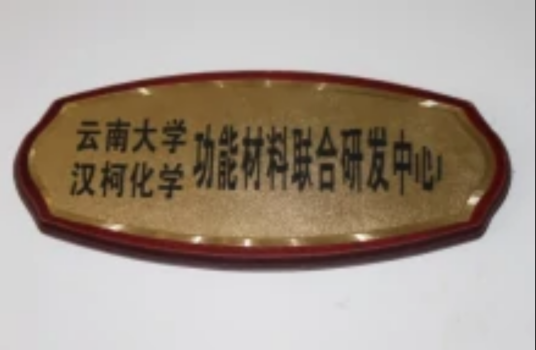 云南大学
汉柯化学
功能材料联合研发中心